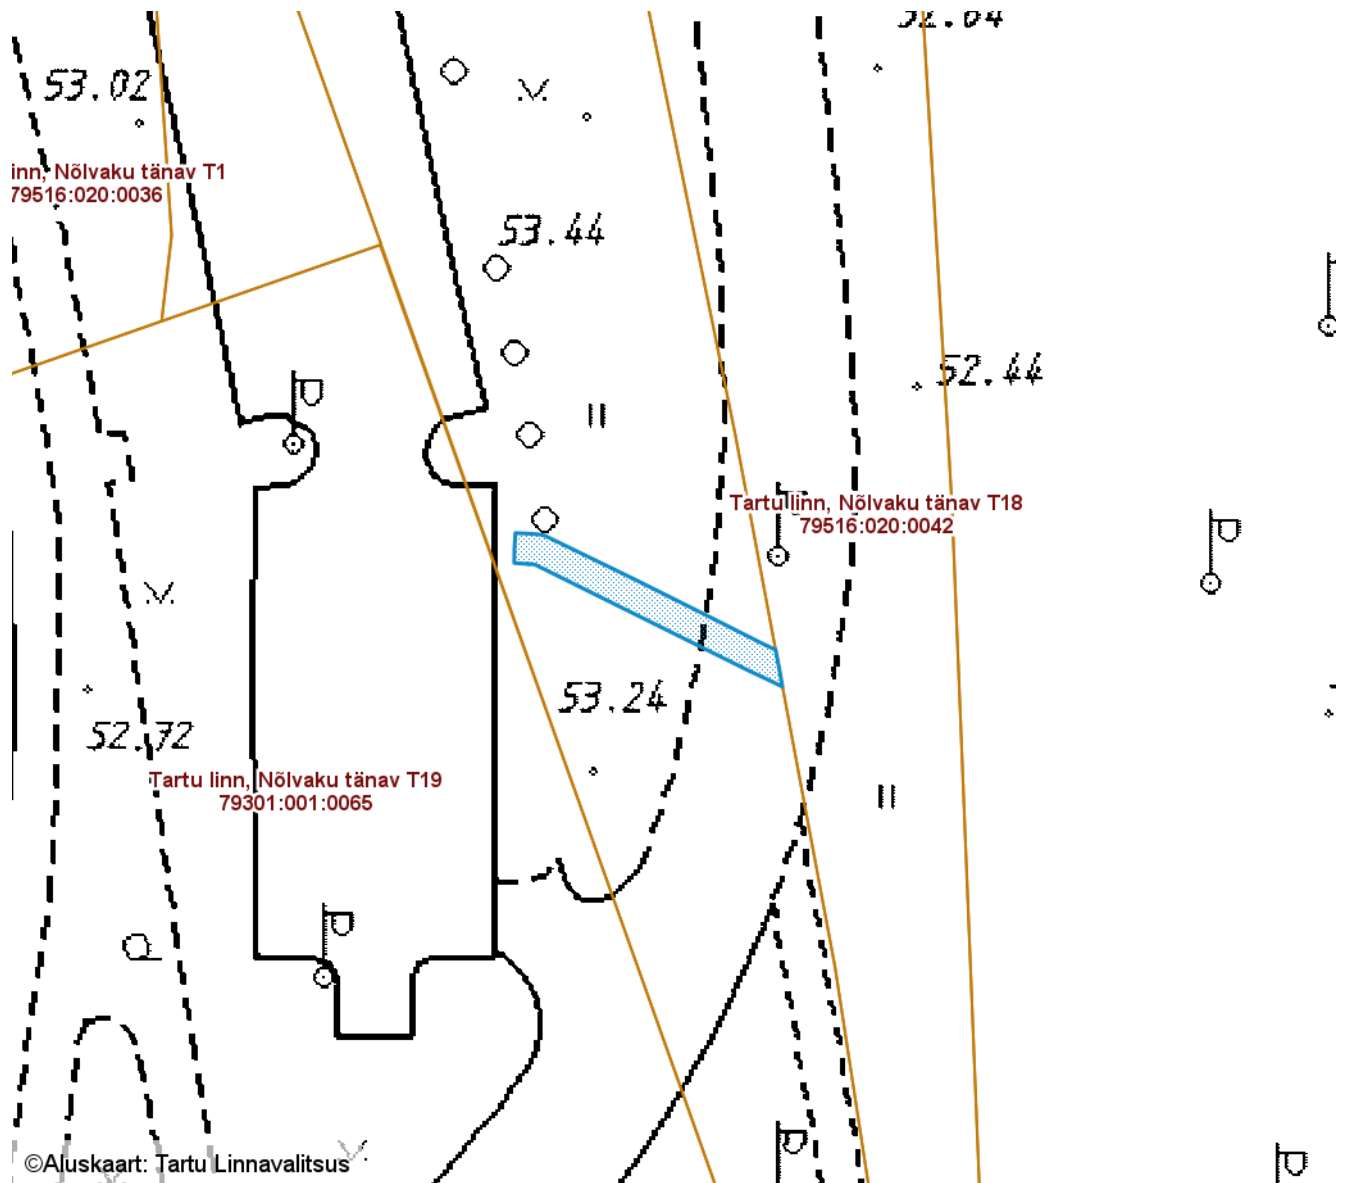 53.02
inn, Nõlvaku tänav T1
79516:020:0036
53.44
52.44
Tartu linn, Nõlvaku tänav T18
79516:020:0042
53.24
52.72
Tartu linn, Nõlvaku tänav T19
79301:001:0065
©Aluskaart: Tartu Linnavalitsus